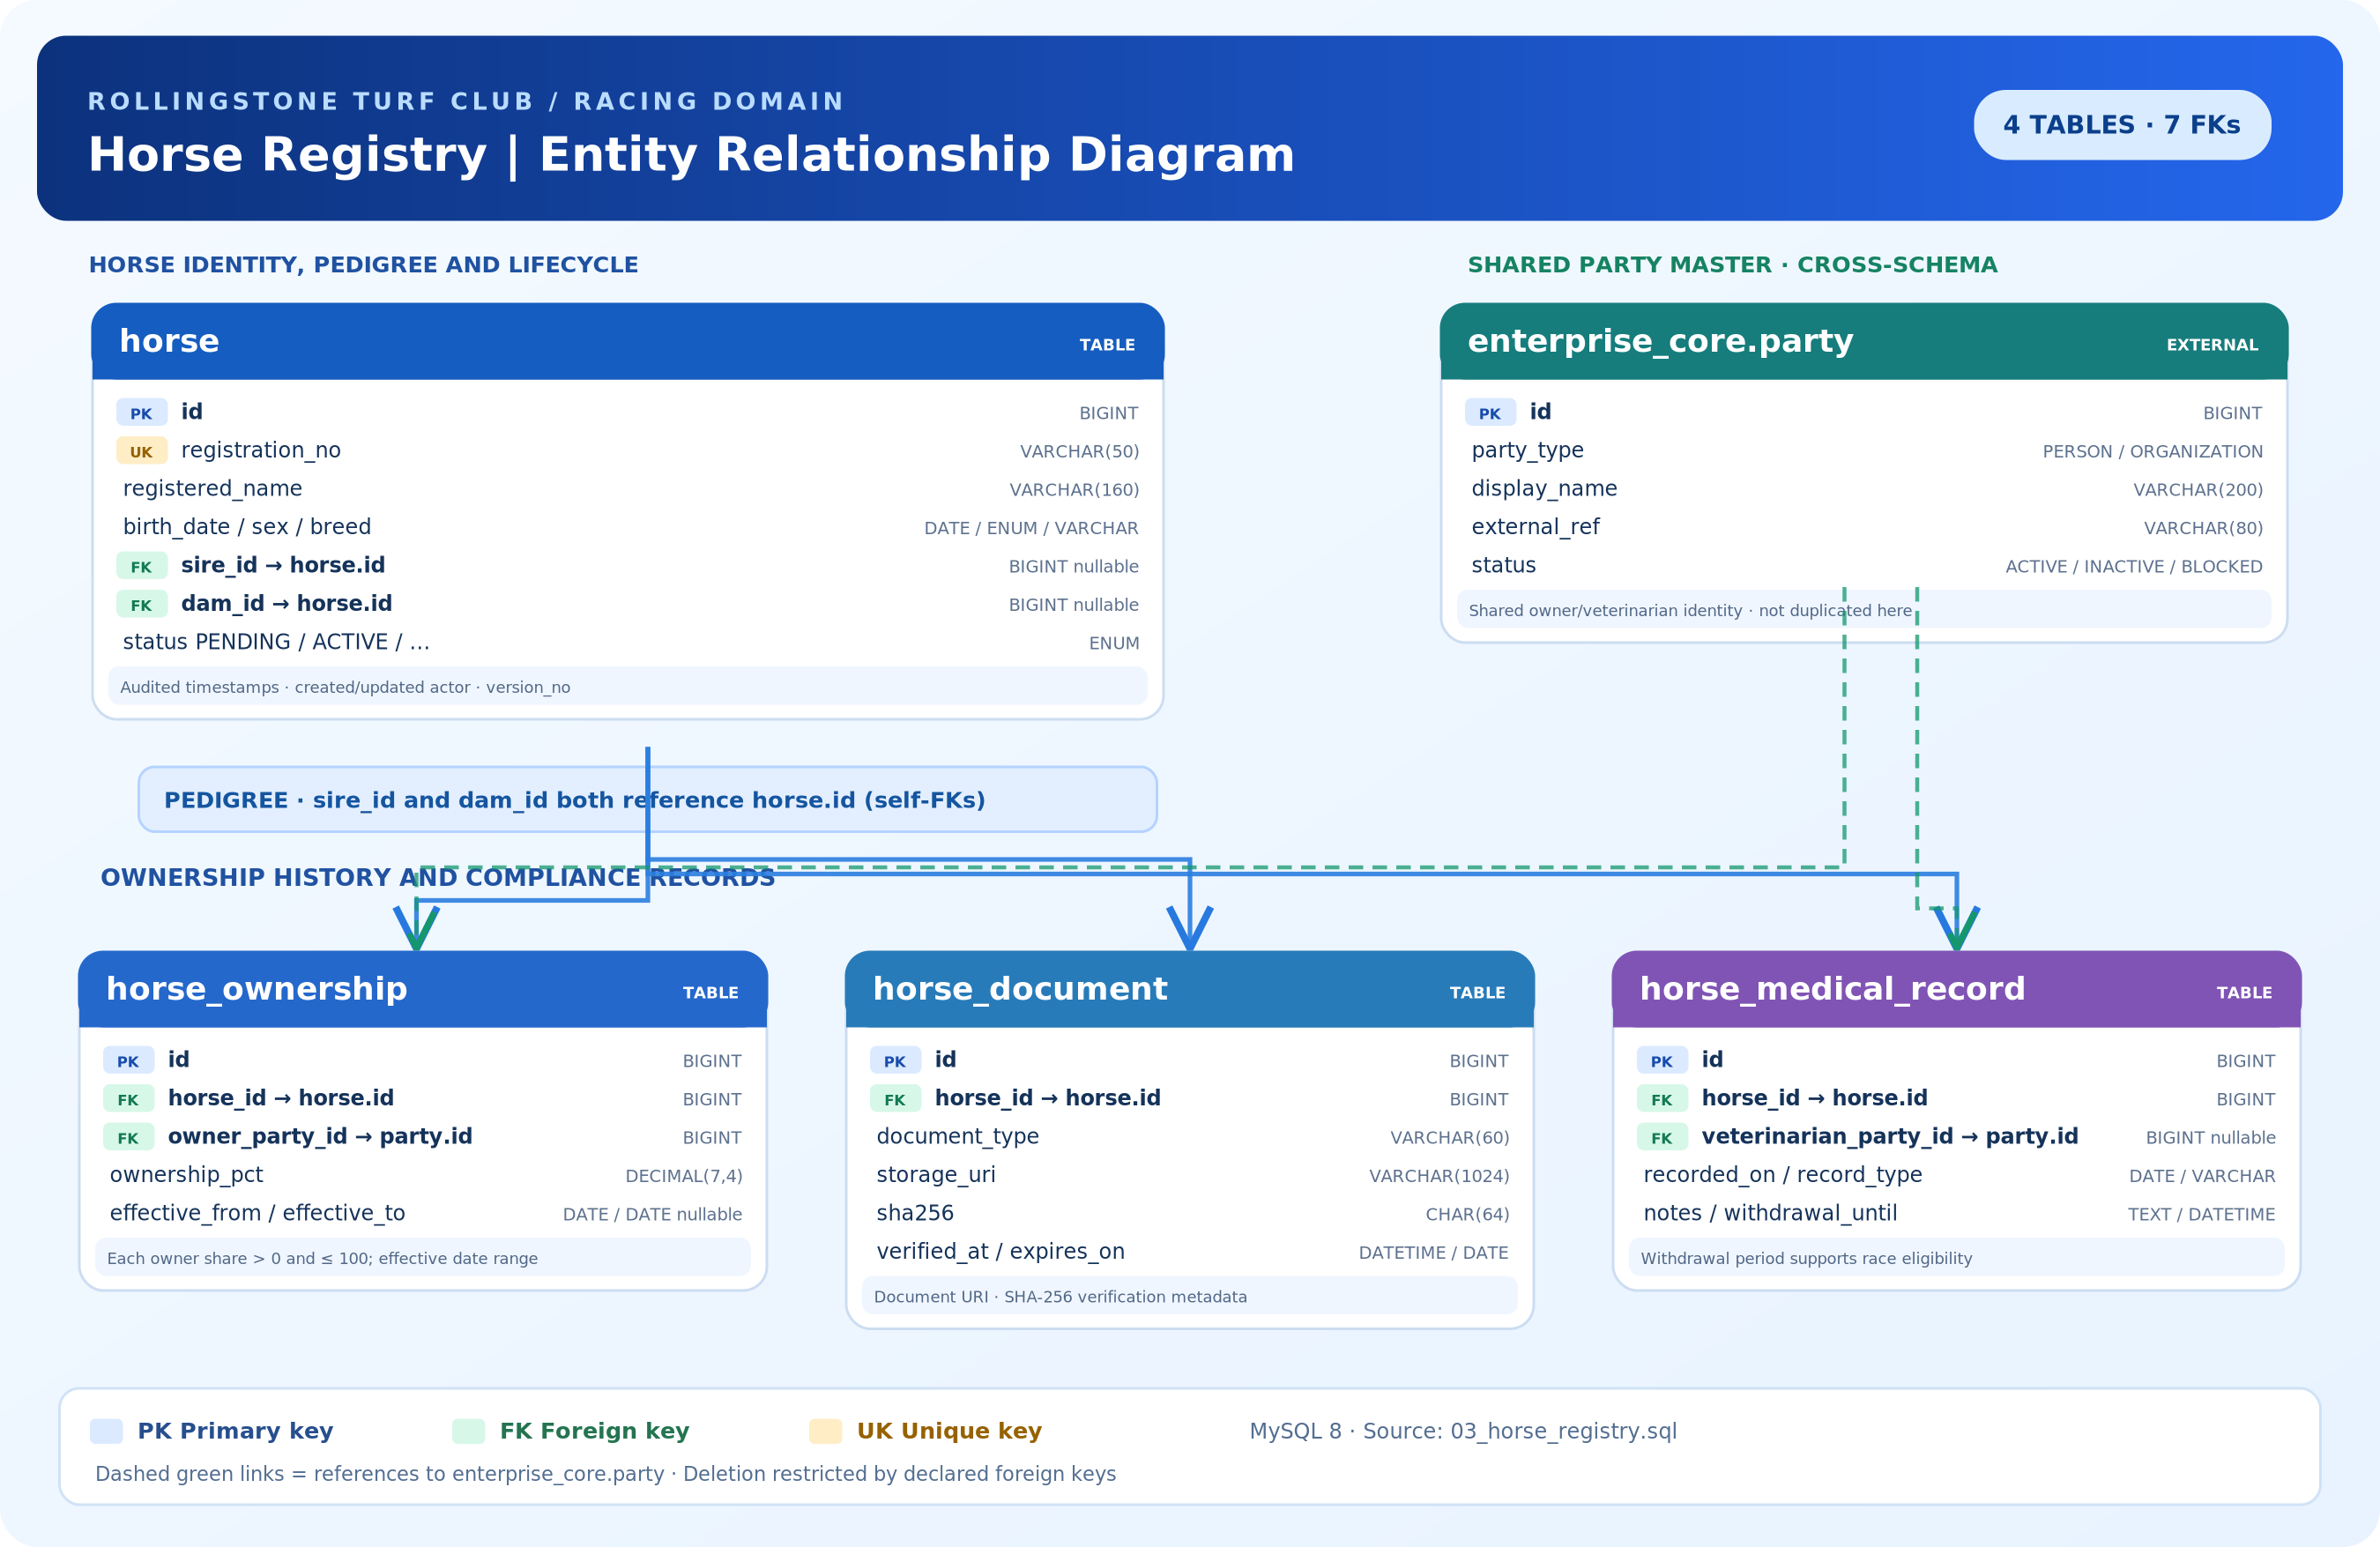 ROLLINGSTONE TURF CLUB / RACING DOMAIN
Horse Registry | Entity Relationship Diagram
4 TABLES · 7 FKs
HORSE IDENTITY, PEDIGREE AND LIFECYCLE
horse TABLE
PK id BIGINT
UK registration_no VARCHAR(50)
registered_name VARCHAR(160)
birth_date / sex / breed DATE / ENUM / VARCHAR
FK sire_id → horse.id BIGINT nullable
FK dam_id → horse.id BIGINT nullable
status PENDING / ACTIVE / … ENUM
Audited timestamps · created/updated actor · version_no
SHARED PARTY MASTER · CROSS-SCHEMA
enterprise_core.party EXTERNAL
PK id BIGINT
party_type PERSON / ORGANIZATION
display_name VARCHAR(200)
external_ref VARCHAR(80)
status ACTIVE / INACTIVE / BLOCKED
Shared owner/veterinarian identity · not duplicated here
PEDIGREE · sire_id and dam_id both reference horse.id (self-FKs)
OWNERSHIP HISTORY AND COMPLIANCE RECORDS
horse_ownership TABLE
PK id BIGINT
FK horse_id → horse.id BIGINT
FK owner_party_id → party.id BIGINT
ownership_pct DECIMAL(7,4)
effective_from / effective_to DATE / DATE nullable
Each owner share > 0 and ≤ 100; effective date range
horse_document TABLE
PK id BIGINT
FK horse_id → horse.id BIGINT
document_type VARCHAR(60)
storage_uri VARCHAR(1024)
sha256 CHAR(64)
verified_at / expires_on DATETIME / DATE
Document URI · SHA-256 verification metadata
horse_medical_record TABLE
PK id BIGINT
FK horse_id → horse.id BIGINT
FK veterinarian_party_id → party.id BIGINT nullable
recorded_on / record_type DATE / VARCHAR
notes / withdrawal_until TEXT / DATETIME
Withdrawal period supports race eligibility
PK Primary key FK Foreign key UK Unique key MySQL 8 · Source: 03_horse_registry.sql
Dashed green links = references to enterprise_core.party · Deletion restricted by declared foreign keys